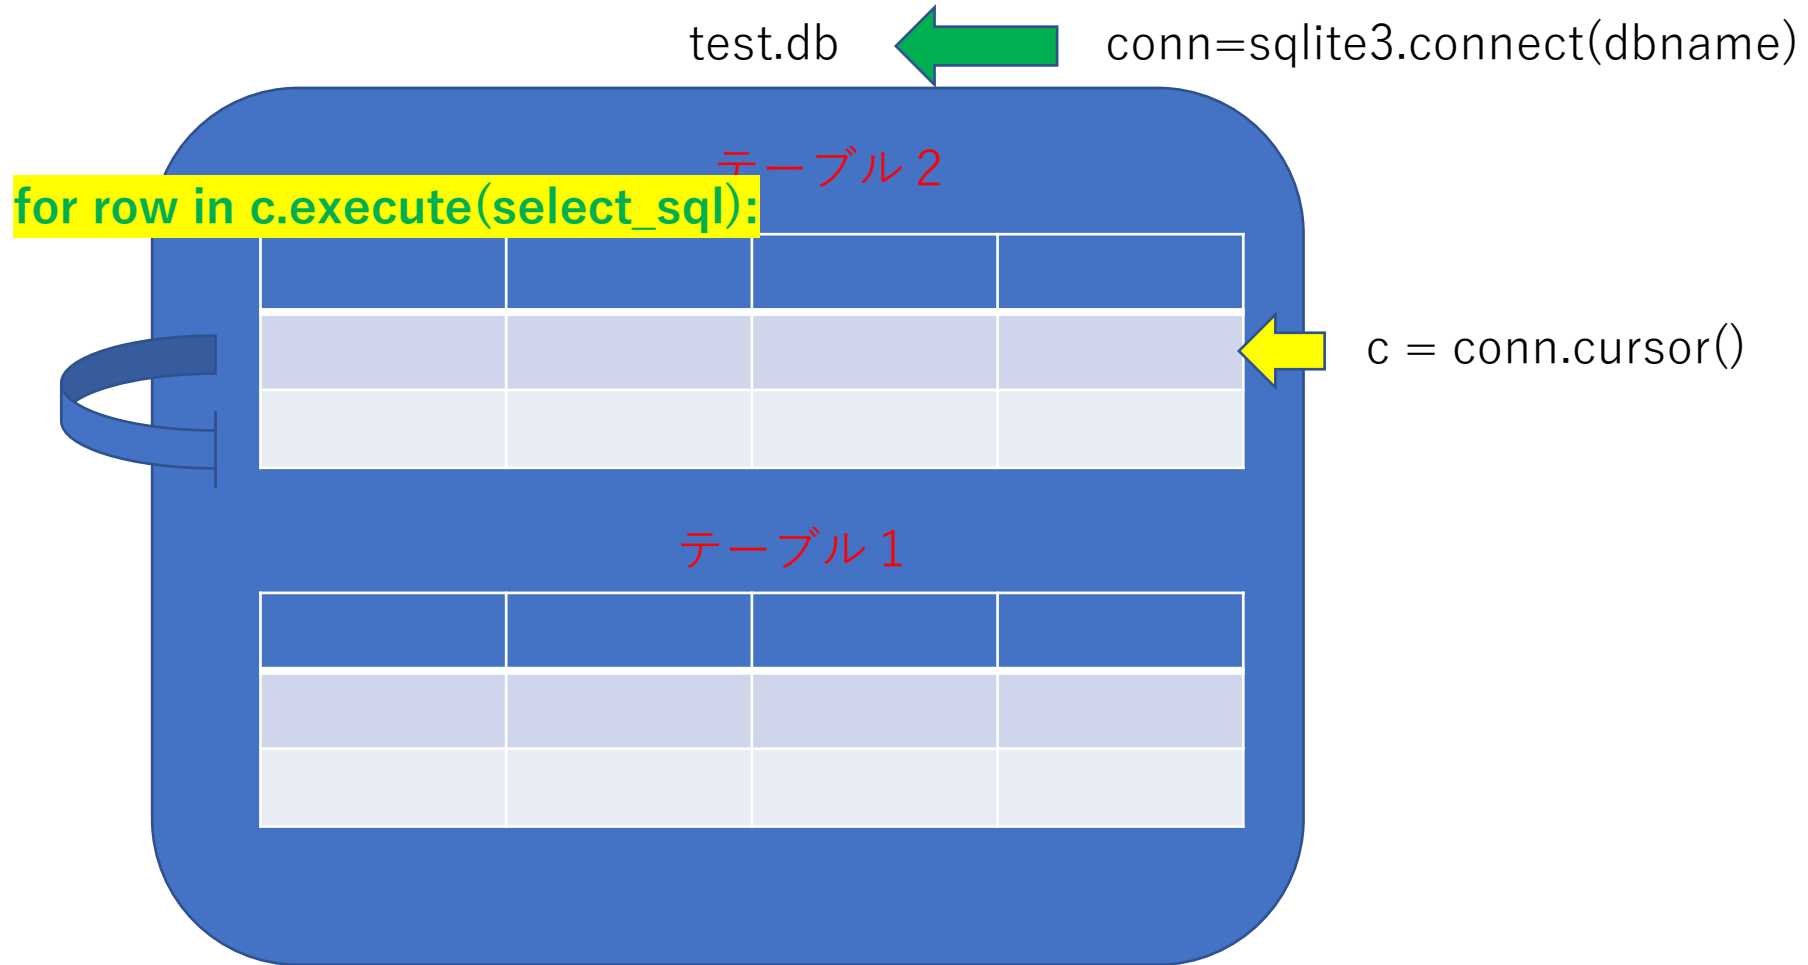 test.db
conn=sqlite3.connect(dbname)
テーブル2
for row in c.execute(select_sql):
c = conn.cursor()
テーブル1